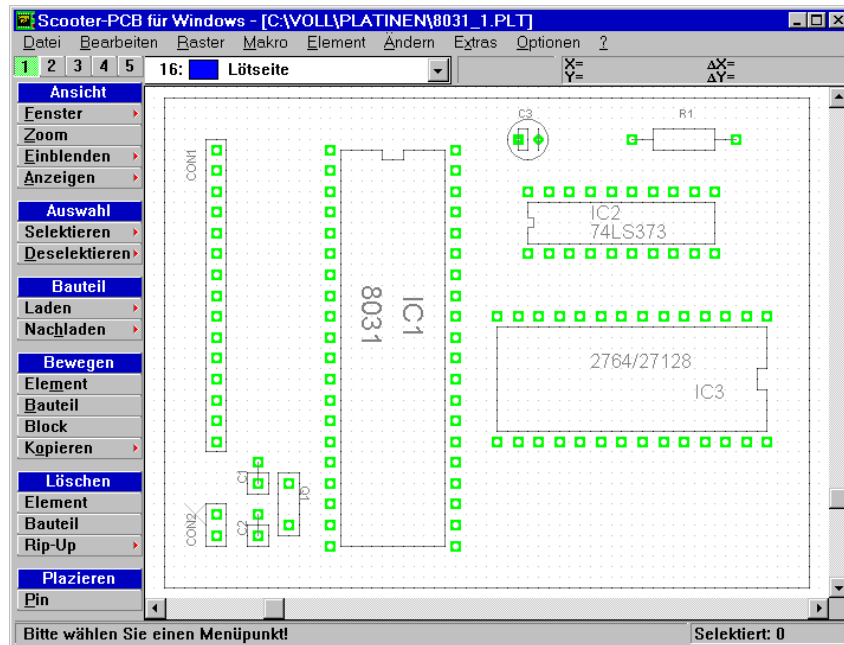 Scooter-PCB für Windows - [C:\VOLL\PLATINEN\8031_1.PLT]
Datei Bearbeiten Raster Makro Element Ändern Extras Optionen ?
1 2 3 4 5 16: Lötseite X= ΔX=
Y= ΔY=
Ansicht
Fenster
Zoom
Einblenden
Anzeigen
Auswahl
Selektieren
Deselektieren
Bauteil
Laden
Nachladen
Bewegen
Element
Bauteil
Block
Kopieren
Löschen
Element
Bauteil
Rip-Up
Plazieren
Pin
C3
R1
CON1
IC2
74LS373
IC1
8031
2764/27128
IC3
C1
Q1
CON2
C2
Bitte wählen Sie einen Menüpunkt! Selektiert: 0